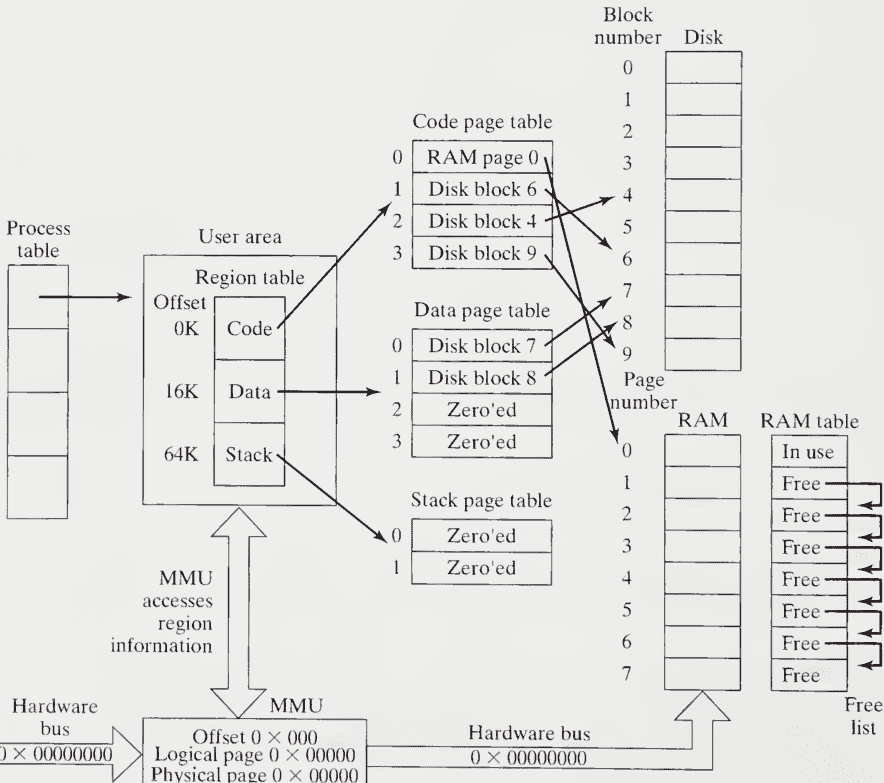 Block
number Disk
0
1
2
3
4
5
6
7
8
9
Code page table
0 RAM page 0
1 Disk block 6
2 Disk block 4
3 Disk block 9
Process
table
User area
Region table
Offset
0K Code
16K Data
64K Stack
Data page table
0 Disk block 7
1 Disk block 8
2 Zero'ed
3 Zero'ed
Stack page table
0 Zero'ed
1 Zero'ed
Page
number RAM RAM table
0 In use
1 Free
2 Free
3 Free
4 Free
5 Free
6 Free
7 Free
Free
list
MMU
accesses
region
information
Hardware
bus
0 × 00000000
MMU
Offset 0 × 000
Logical page 0 × 00000
Physical page 0 × 00000
Hardware bus
0 × 00000000